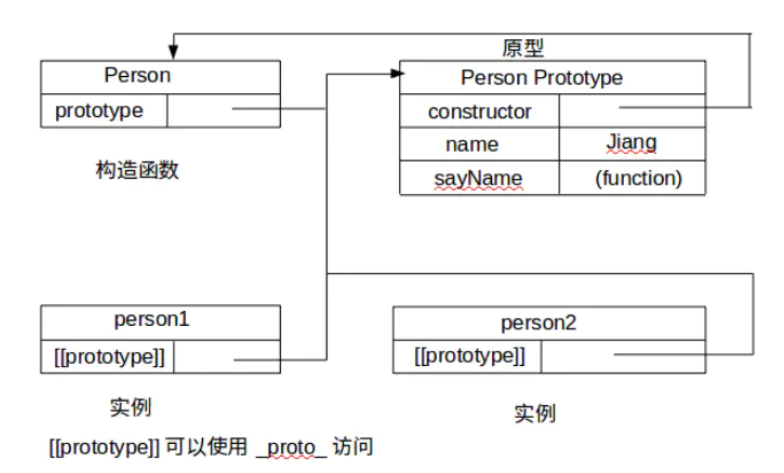 原型
Person
Person Prototype
prototype
constructor
name Jiang
构造函数
sayName (function)
person1
person2
[[prototype]]
[[prototype]]
实例
实例
[[prototype]] 可以使用 _proto_ 访问